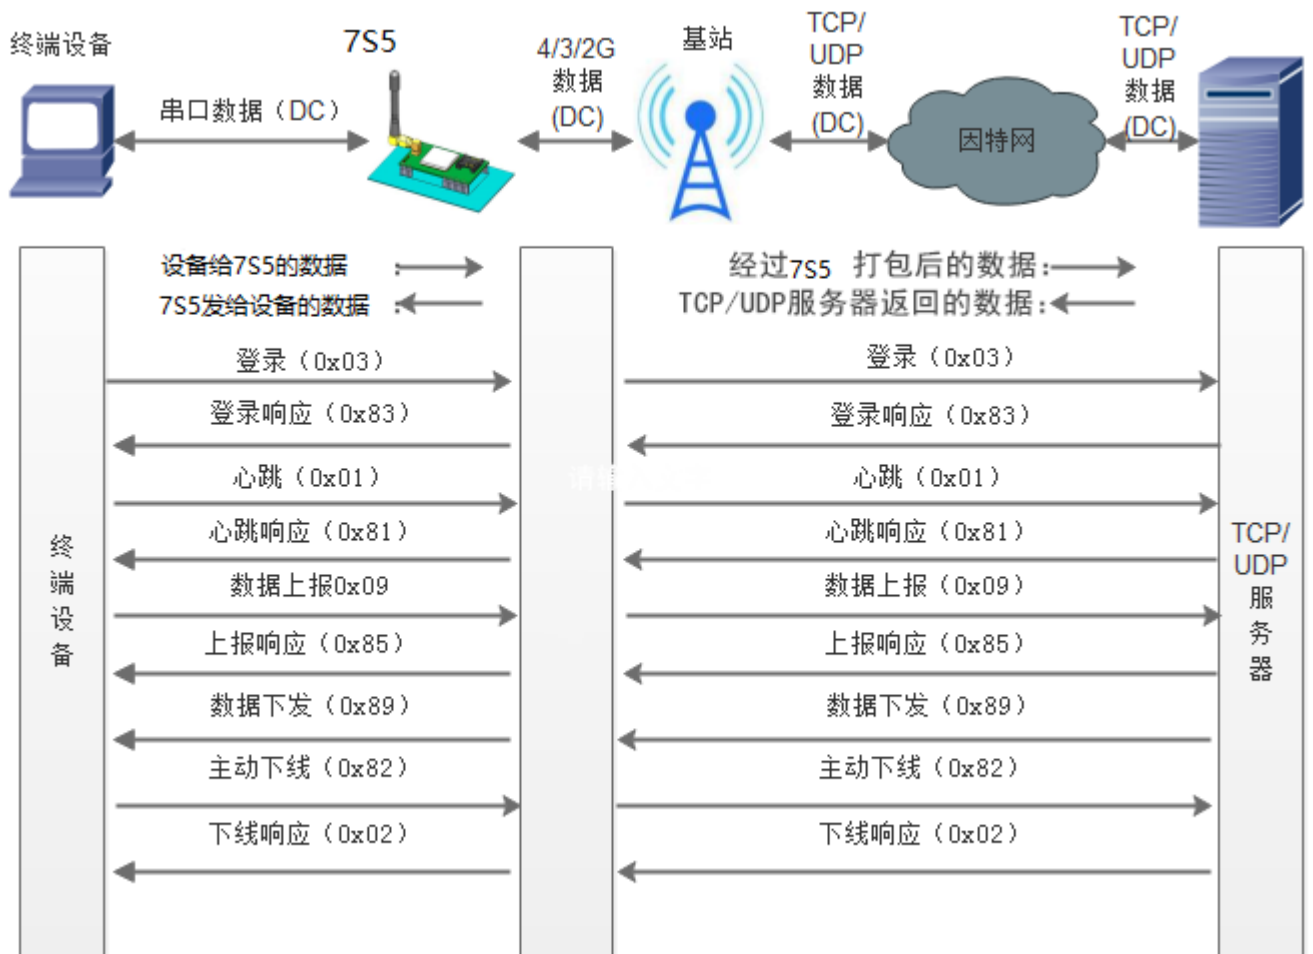 终端设备
7S5
串口数据（DC）
4/3/2G
数据
(DC)
基站
TCP/
UDP
数据
(DC)
因特网
TCP/
UDP
数据
(DC)
设备给7S5的数据 :
7S5发给设备的数据 :
经过7S5 打包后的数据:
TCP/UDP服务器返回的数据:
登录（0x03）
登录（0x03）
登录响应（0x83）
登录响应（0x83）
心跳（0x01）
心跳（0x01）
心跳响应（0x81）
心跳响应（0x81）
数据上报0x09
数据上报（0x09）
上报响应（0x85）
上报响应（0x85）
数据下发（0x89）
数据下发（0x89）
主动下线（0x82）
主动下线（0x82）
下线响应（0x02）
下线响应（0x02）
终
端
设
备
TCP/
UDP
服
务
器